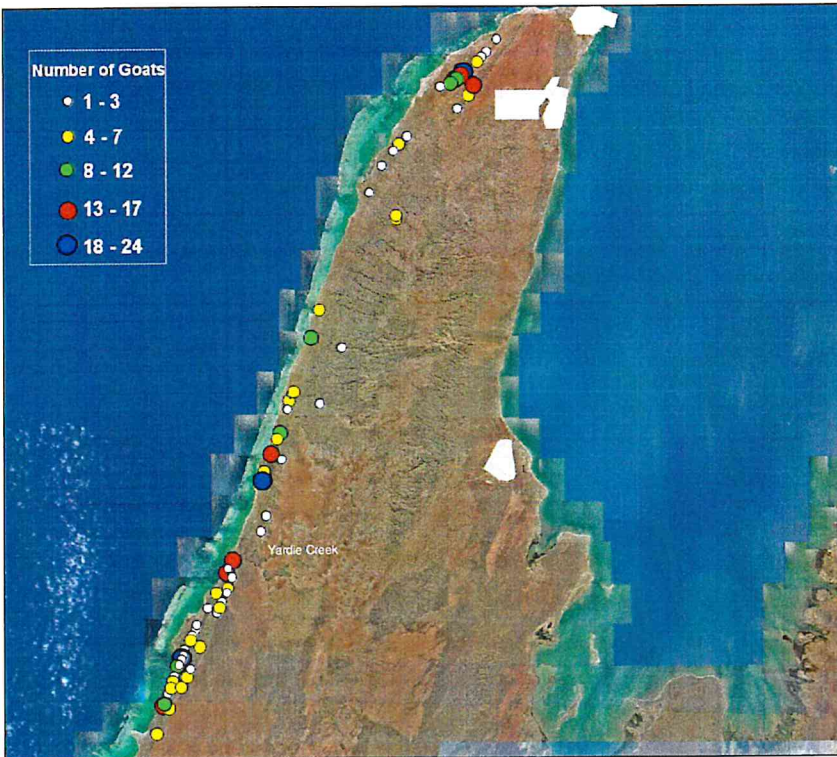 Number of Goats
1 - 3
4 - 7
8 - 12
13 - 17
18 - 24
Yardie Creek